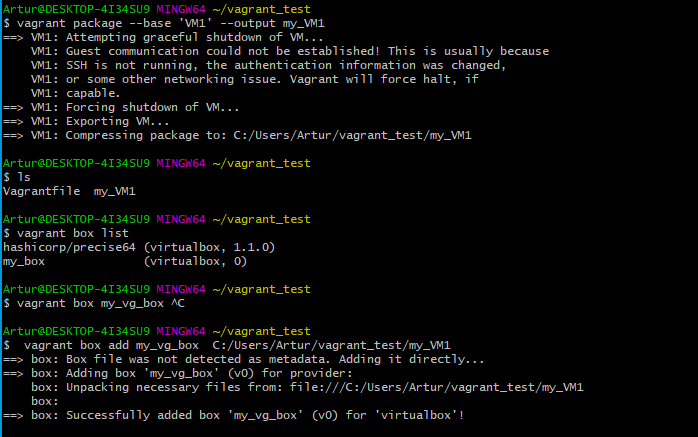 Artur@DESKTOP-4I34SU9 MINGW64 ~/vagrant_test
$ vagrant package --base 'VM1' --output my_VM1
==> VM1: Attempting graceful shutdown of VM...
    VM1: Guest communication could not be established! This is usually because
    VM1: SSH is not running, the authentication information was changed,
    VM1: or some other networking issue. Vagrant will force halt, if
    VM1: capable.
==> VM1: Forcing shutdown of VM...
==> VM1: Exporting VM...
==> VM1: Compressing package to: C:/Users/Artur/vagrant_test/my_VM1
Artur@DESKTOP-4I34SU9 MINGW64 ~/vagrant_test
$ ls
Vagrantfile  my_VM1
Artur@DESKTOP-4I34SU9 MINGW64 ~/vagrant_test
$ vagrant box list
hashicorp/precise64 (virtualbox, 1.1.0)
my_box              (virtualbox, 0)
Artur@DESKTOP-4I34SU9 MINGW64 ~/vagrant_test
$ vagrant box my_vg_box ^C
Artur@DESKTOP-4I34SU9 MINGW64 ~/vagrant_test
$  vagrant box add my_vg_box  C:/Users/Artur/vagrant_test/my_VM1
==> box: Box file was not detected as metadata. Adding it directly...
==> box: Adding box 'my_vg_box' (v0) for provider:
    box: Unpacking necessary files from: file:///C:/Users/Artur/vagrant_test/my_VM1
    box:
==> box: Successfully added box 'my_vg_box' (v0) for 'virtualbox'!